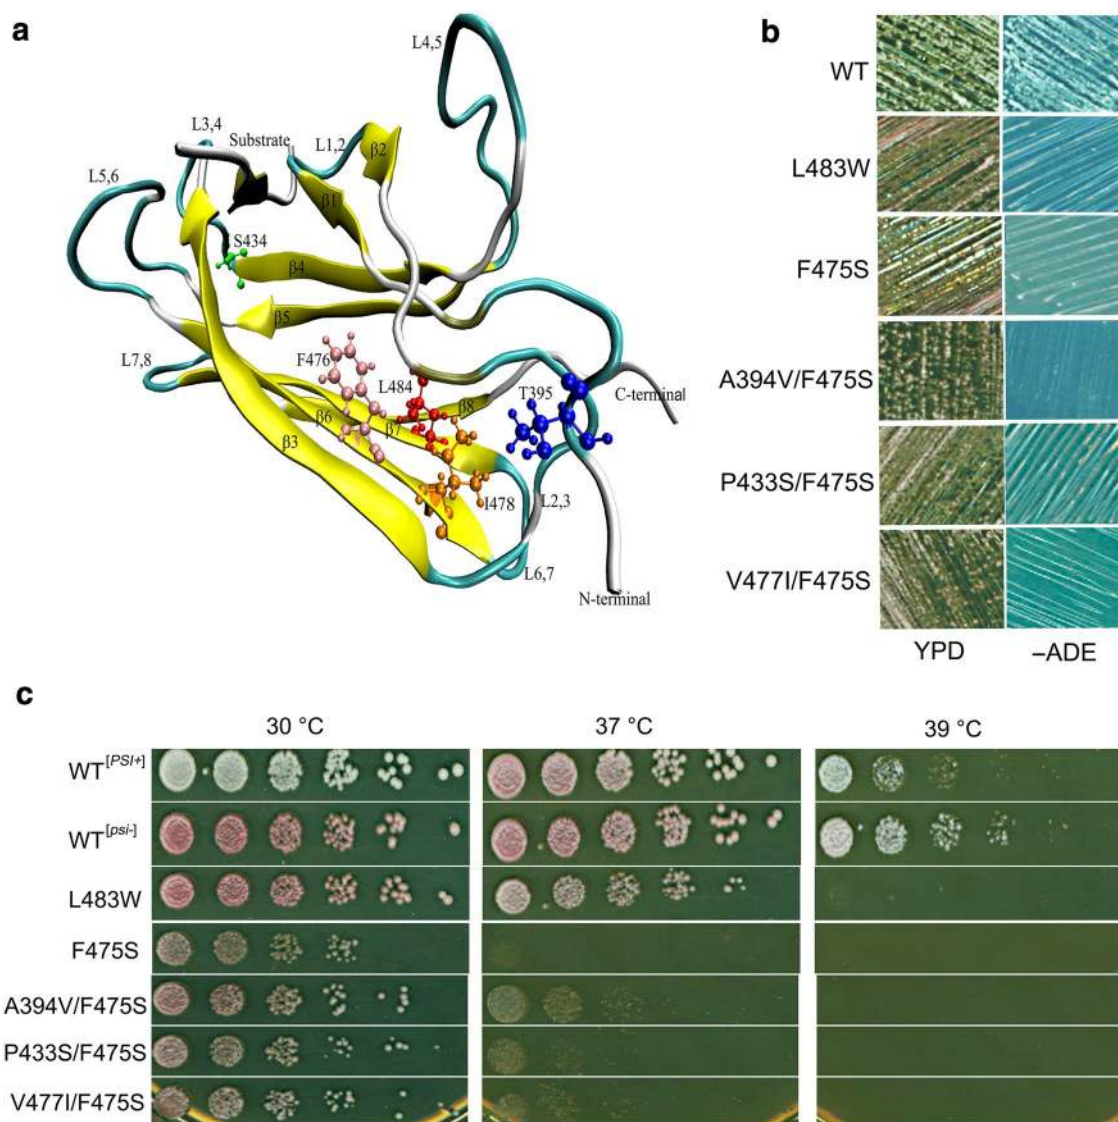 a
L4,5
L3,4
Substrate
L1,2
β2
L5,6
β1
S434
β4
β5
F476
L7,8
L484
T395
C-terminal
β6
β8
β7
β3
I478
L2,3
L6,7
N-terminal
b
WT
L483W
F475S
A394V/F475S
P433S/F475S
V477I/F475S
YPD –ADE
c
30 °C 37 °C 39 °C
WT[PSI+]
WT[psi-]
L483W
F475S
A394V/F475S
P433S/F475S
V477I/F475S